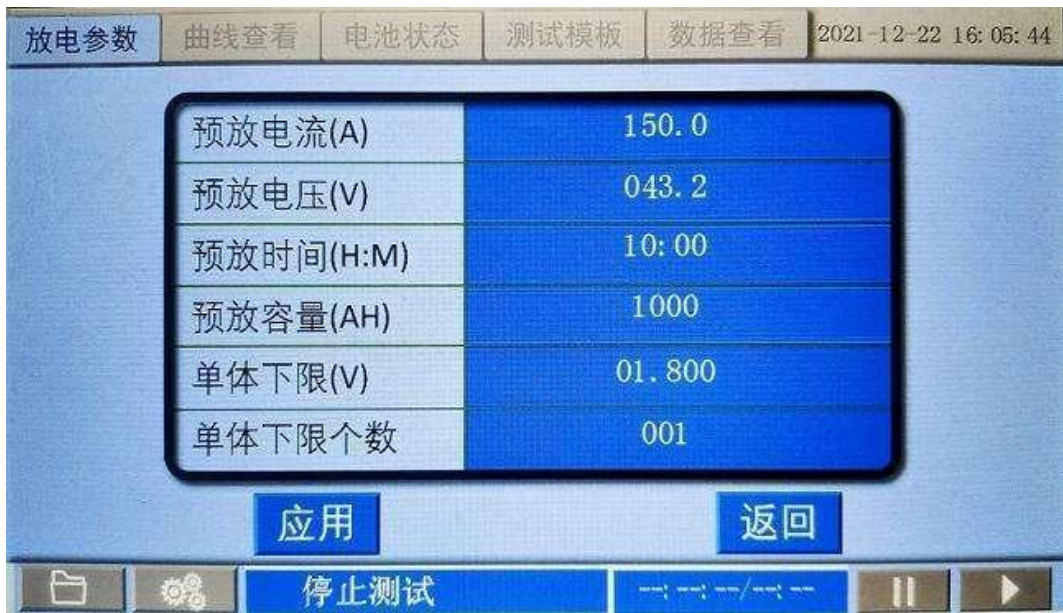 放电参数 曲线查看 电池状态 测试模板 数据查看 2021-12-22 16:05:44
预放电流(A) 150.0
预放电压(V) 043.2
预放时间(H:M) 10:00
预放容量(AH) 1000
单体下限(V) 01.800
单体下限个数 001
应用 返回
停止测试 --:--:--/--:--